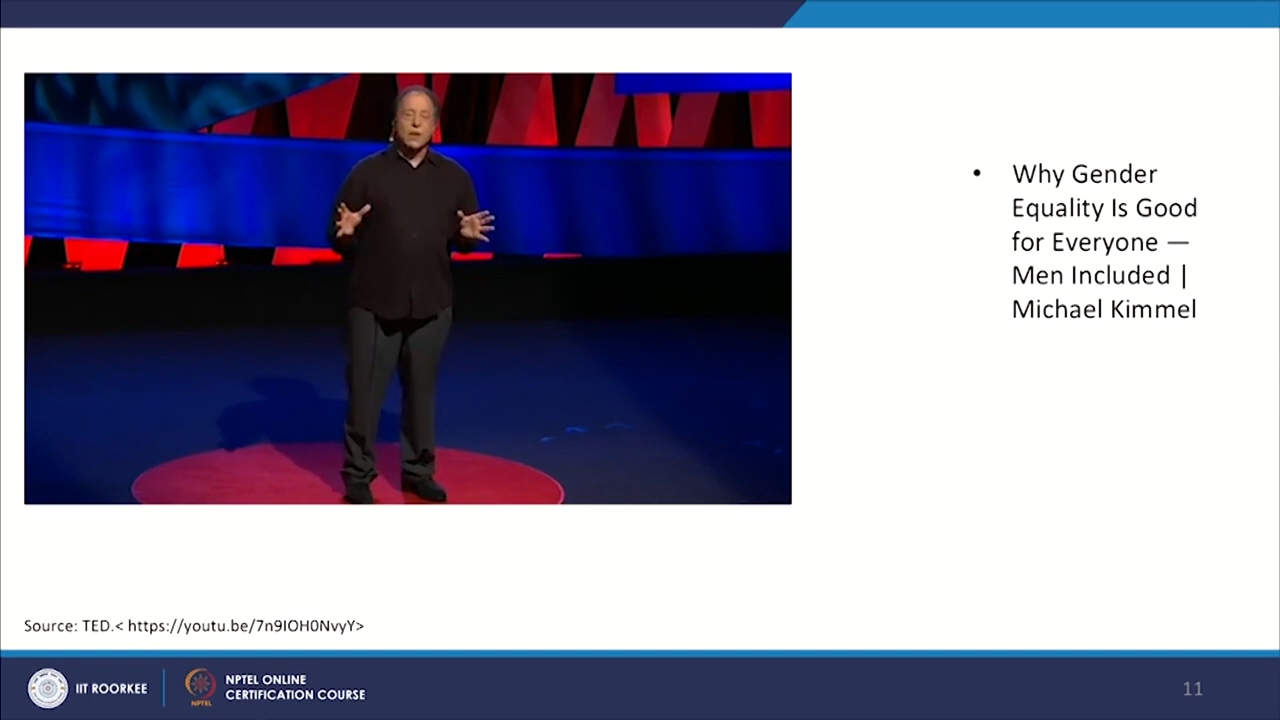 • Why Gender
Equality Is Good
for Everyone —
Men Included |
Michael Kimmel
Source: TED.< https://youtu.be/7n9IOH0NvyY>
IIT ROORKEE
NPTEL
NPTEL ONLINE
CERTIFICATION COURSE
11